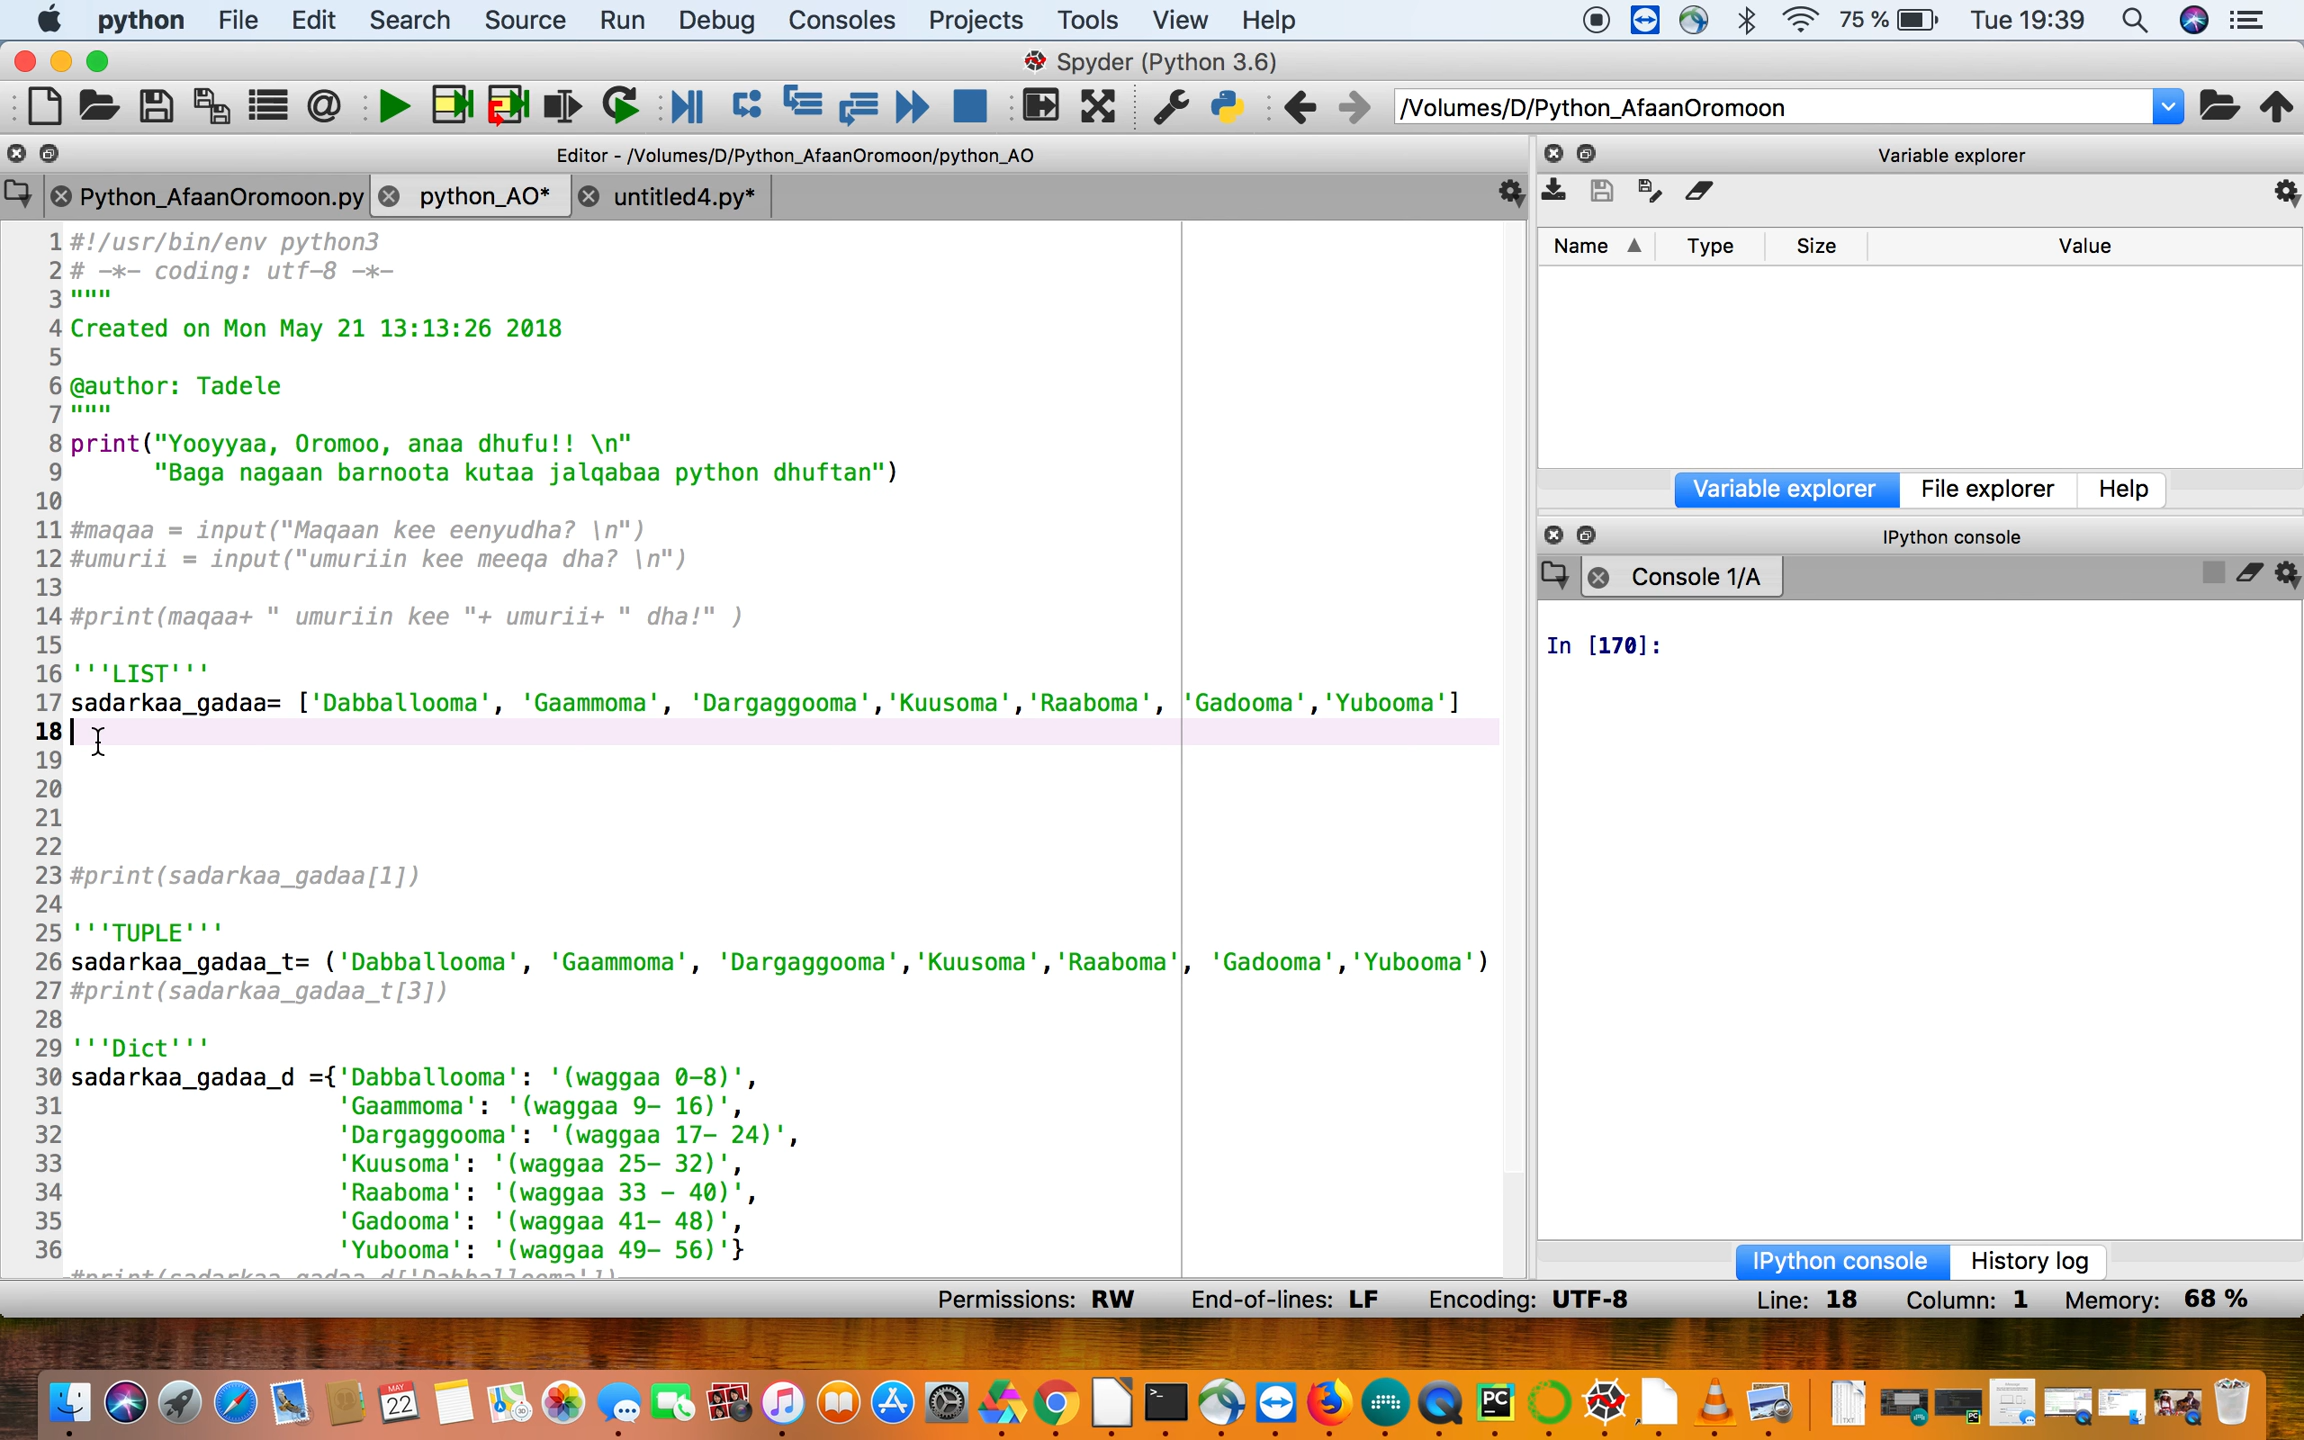 python File Edit Search Source Run Debug Consoles Projects Tools View Help 75 % Tue 19:39
Spyder (Python 3.6)
/Volumes/D/Python_AfaanOromoon
Editor - /Volumes/D/Python_AfaanOromoon/python_AO
Python_AfaanOromoon.py python_AO* untitled4.py*
1 #!/usr/bin/env python3
2 # -*- coding: utf-8 -*-
3 """
4 Created on Mon May 21 13:13:26 2018
5
6 @author: Tadele
7 """
8 print("Yooyyaa, Oromoo, anaa dhufu!! \n"
9 "Baga nagaan barnoota kutaa jalqabaa python dhuftan")
10
11 #maqaa = input("Maqaan kee eenyudha? \n")
12 #umurii = input("umuriin kee meeqa dha? \n")
13
14 #print(maqaa+ " umuriin kee "+ umurii+ " dha!" )
15
16 '''LIST'''
17 sadarkaa_gadaa= ['Dabballooma', 'Gaammoma', 'Dargaggooma','Kuusoma','Raaboma', 'Gadooma','Yubooma']
18
19
20
21
22
23 #print(sadarkaa_gadaa[1])
24
25 '''TUPLE'''
26 sadarkaa_gadaa_t= ('Dabballooma', 'Gaammoma', 'Dargaggooma','Kuusoma','Raaboma', 'Gadooma','Yubooma')
27 #print(sadarkaa_gadaa_t[3])
28
29 '''Dict'''
30 sadarkaa_gadaa_d ={'Dabballooma': '(waggaa 0-8)',
31 'Gaammoma': '(waggaa 9- 16)',
32 'Dargaggooma': '(waggaa 17- 24)',
33 'Kuusoma': '(waggaa 25- 32)',
34 'Raaboma': '(waggaa 33 - 40)',
35 'Gadooma': '(waggaa 41- 48)',
36 'Yubooma': '(waggaa 49- 56)'}
#print(sadarkaa_gadaa_d['Dabballooma'])
Variable explorer
Name Type Size Value
Variable explorer File explorer Help
IPython console
Console 1/A
In [170]:
IPython console History log
Permissions: RW End-of-lines: LF Encoding: UTF-8 Line: 18 Column: 1 Memory: 68 %
MAY
22
PC